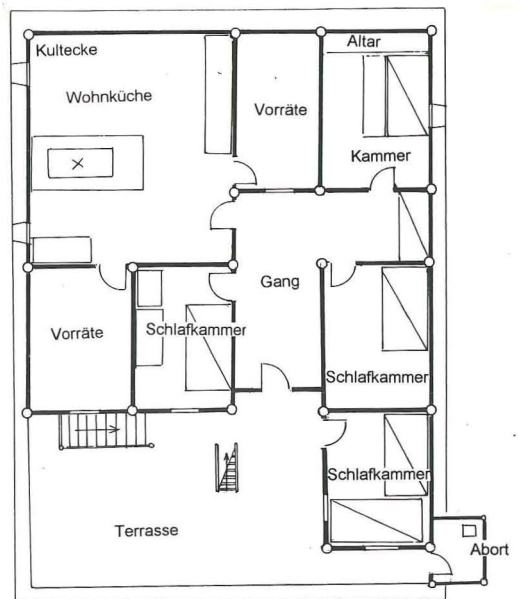 Kultecke
Altar
Wohnküche
Vorräte
Kammer
Gang
Vorräte
Schlafkammer
Schlafkammer
Schlafkammer
Terrasse
Abort